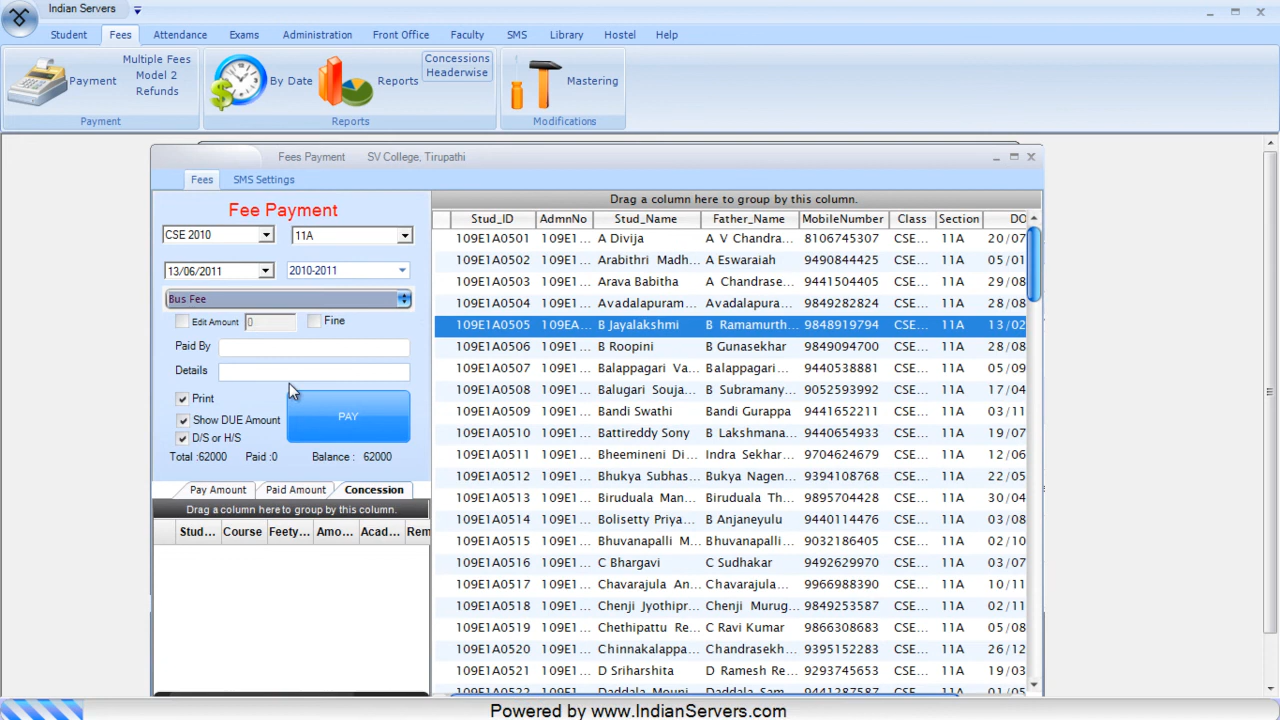 Indian Servers
Student Fees Attendance Exams Administration Front Office Faculty SMS Library Hostel Help
Payment
Multiple Fees
Model 2
Refunds
By Date
Reports
Concessions
Headerwise
Mastering
Payment Reports Modifications
Fees Payment SV College, Tirupathi
Fees SMS Settings
Fee Payment
CSE 2010 11A
13/06/2011 2010-2011
Bus Fee
Edit Amount 0 Fine
Paid By
Details
Print
PAY
Show DUE Amount
D/S or H/S
Total :62000 Paid :0 Balance : 62000
Pay Amount Paid Amount Concession
Drag a column here to group by this column.
Stud... Course Feety... Amo... Acad... Rem
Drag a column here to group by this column.
Stud_ID AdmnNo Stud_Name Father_Name MobileNumber Class Section DO
109E1A0501 109E1... A Divija A V Chandra... 8106745307 CSE... 11A 20/07
109E1A0502 109E1... Arabithri Madh... A Eswaraiah 9490844425 CSE... 11A 05/01
109E1A0503 109E1... Arava Babitha A Chandrase... 9441504405 CSE... 11A 29/08
109E1A0504 109E1... Avadalapuram... Avadalapura... 9849282824 CSE... 11A 28/08
109E1A0505 109EA... B Jayalakshmi B Ramamurth... 9848919794 CSE... 11A 13/02
109E1A0506 109E1... B Roopini B Gunasekhar 9849094700 CSE... 11A 28/08
109E1A0507 109E1... Balappagari Va... Balappagari... 9440538881 CSE... 11A 05/09
109E1A0508 109E1... Balugari Souja... B Subramany... 9052593992 CSE... 11A 17/04
109E1A0509 109E1... Bandi Swathi Bandi Gurappa 9441652211 CSE... 11A 03/11
109E1A0510 109E1... Battireddy Sony B Lakshmana... 9440654933 CSE... 11A 19/07
109E1A0511 109E1... Bheemineni Di... Indra Sekhar... 9704624679 CSE... 11A 12/06
109E1A0512 109E1... Bhukya Subhas... Bukya Nagen... 9394108768 CSE... 11A 22/05
109E1A0513 109E1... Biruduala Man... Biruduala Th... 9895704428 CSE... 11A 30/04
109E1A0514 109E1... Bolisetty Priya... B Anjaneyulu 9440114476 CSE... 11A 03/08
109E1A0515 109E1... Bhuvanapalli M... Bhuvanapall... 9032186405 CSE... 11A 02/10
109E1A0516 109E1... C Bhargavi C Sudhakar 9492629970 CSE... 11A 03/07
109E1A0517 109E1... Chavarajula An... Chavarajula... 9966988390 CSE... 11A 10/11
109E1A0518 109E1... Chenji Jyothipr... Chenji Murug... 9849253587 CSE... 11A 02/11
109E1A0519 109E1... Chethipattu Re... C Ravi Kumar 9866308683 CSE... 11A 05/08
109E1A0520 109E1... Chinnakalappa... Chandrasekh... 9395152283 CSE... 11A 26/12
109E1A0521 109E1... D Sriharshita D Ramesh Re... 9293745653 CSE... 11A 19/03
109E1A0522 109E1... Daddala Mouni... Daddala Sam... 9441287587 CSE... 11A 01/05
Powered by www.IndianServers.com